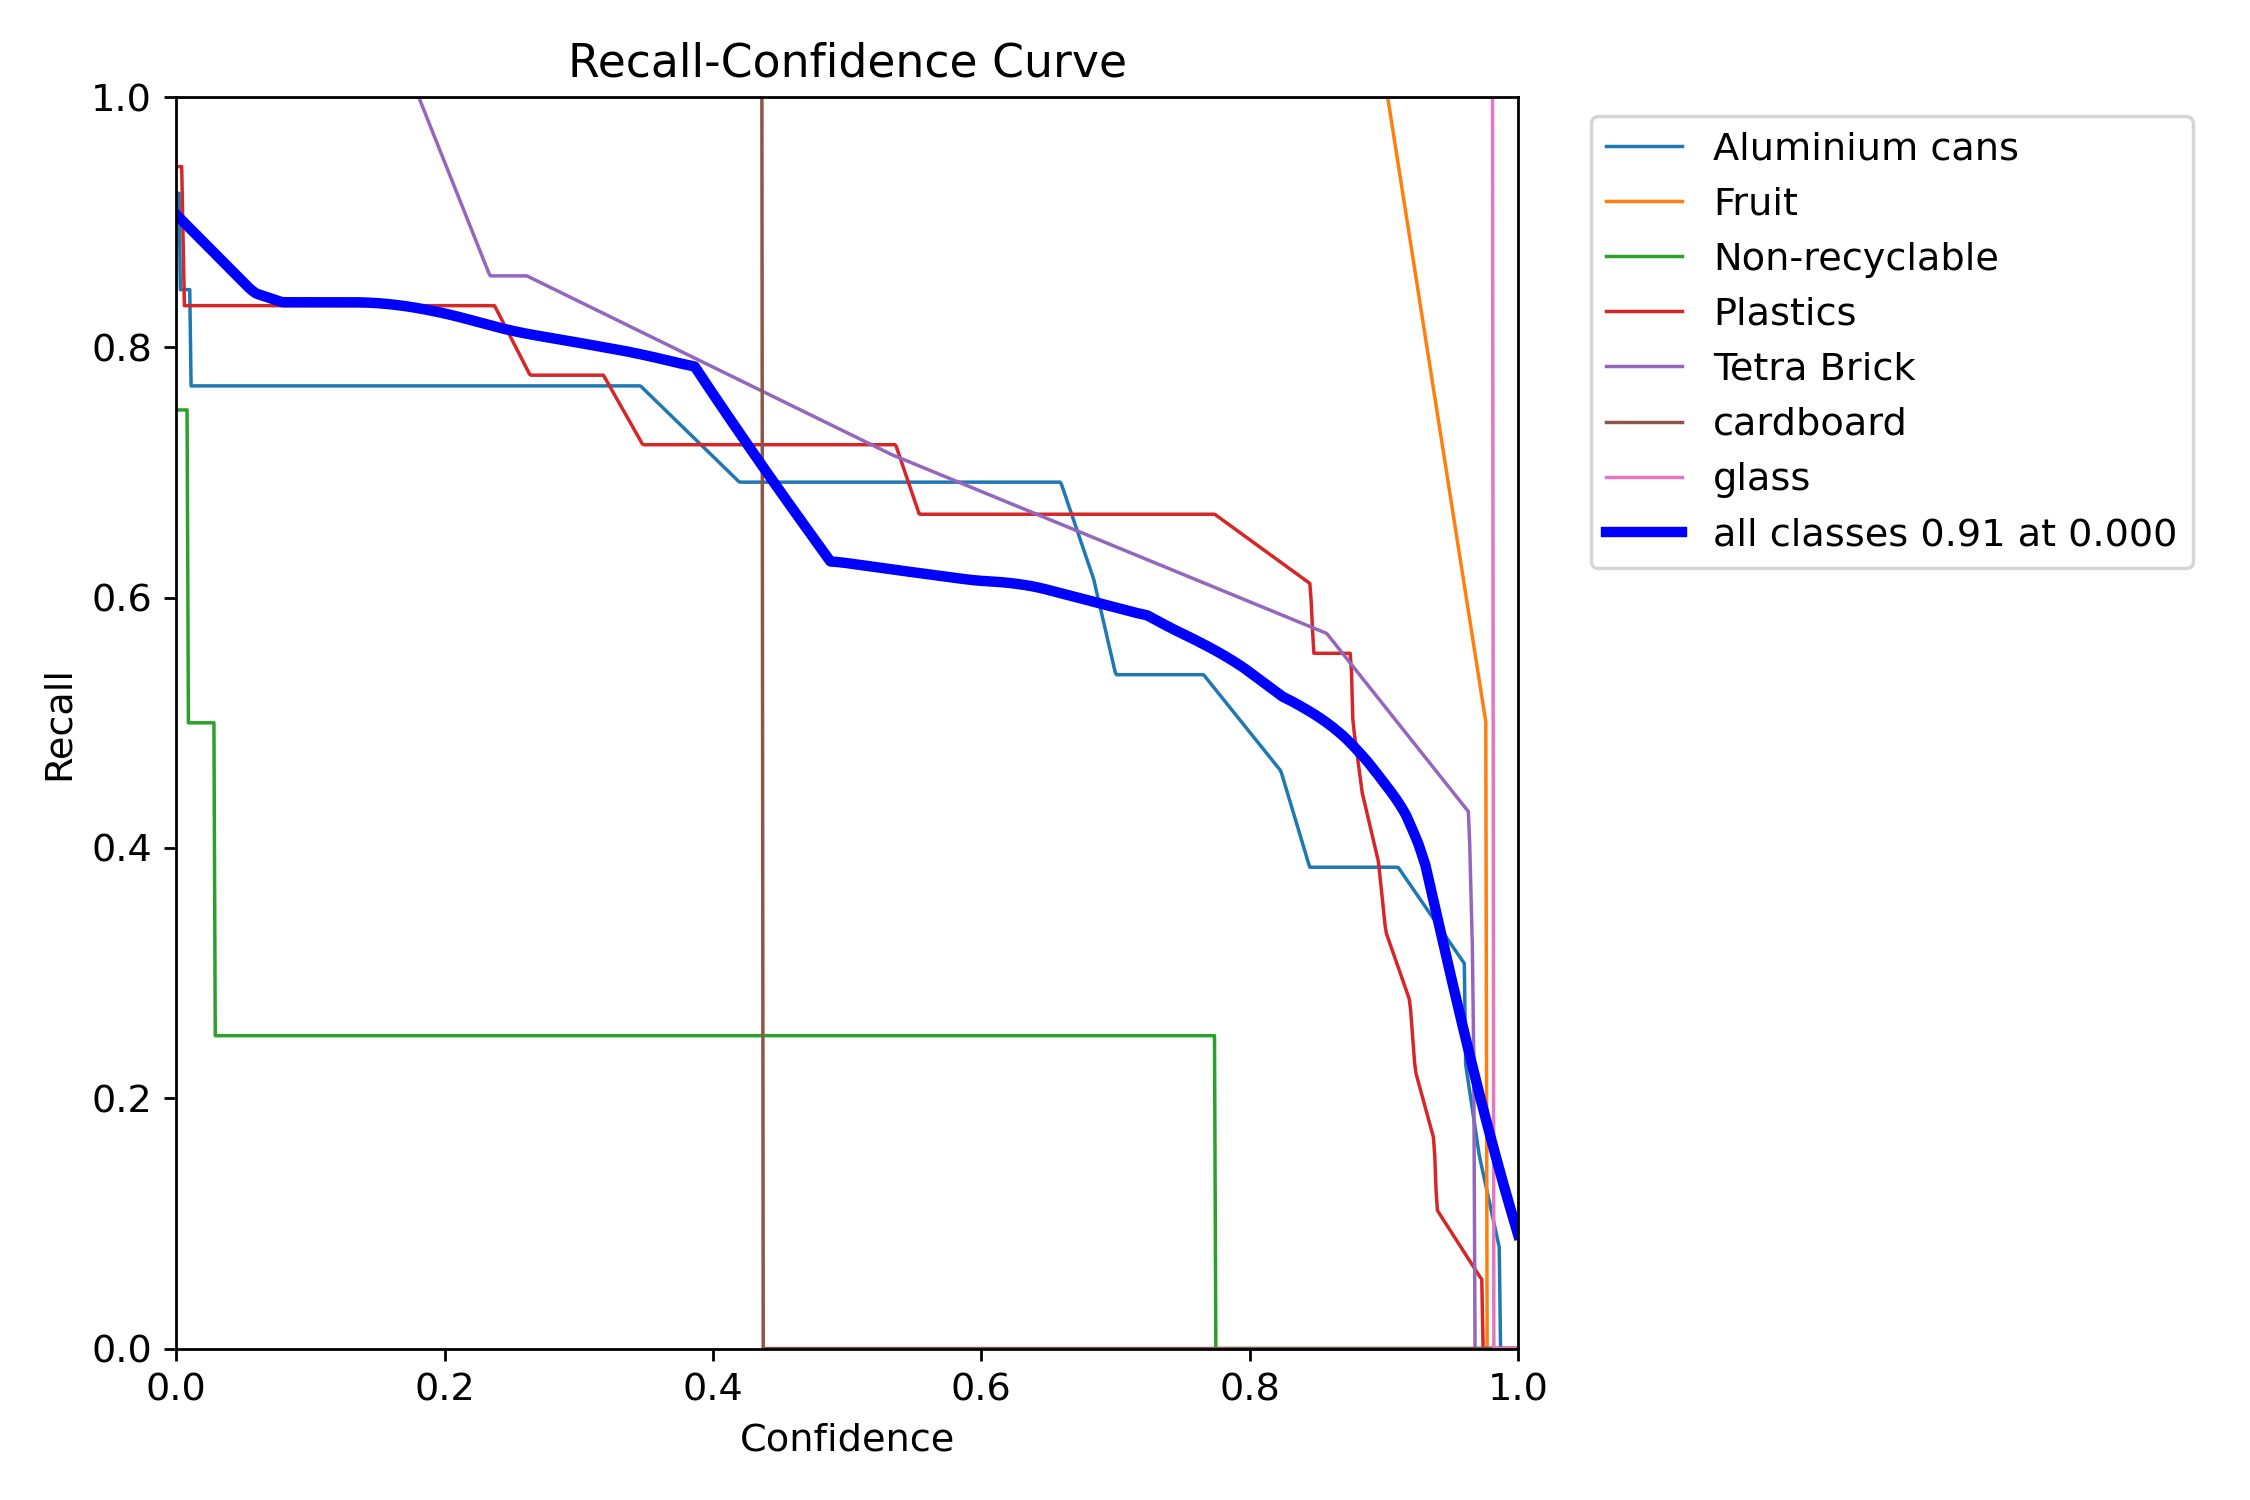 Recall-Confidence Curve
1.0
0.8
0.6
0.4
0.2
0.0
Recall
0.0 0.2 0.4 0.6 0.8 1.0
Confidence
Aluminium cans
Fruit
Non-recyclable
Plastics
Tetra Brick
cardboard
glass
all classes 0.91 at 0.000